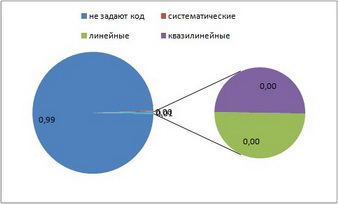 не задают код систематические
линейные квазилинейные
0,00
0,99
0,00